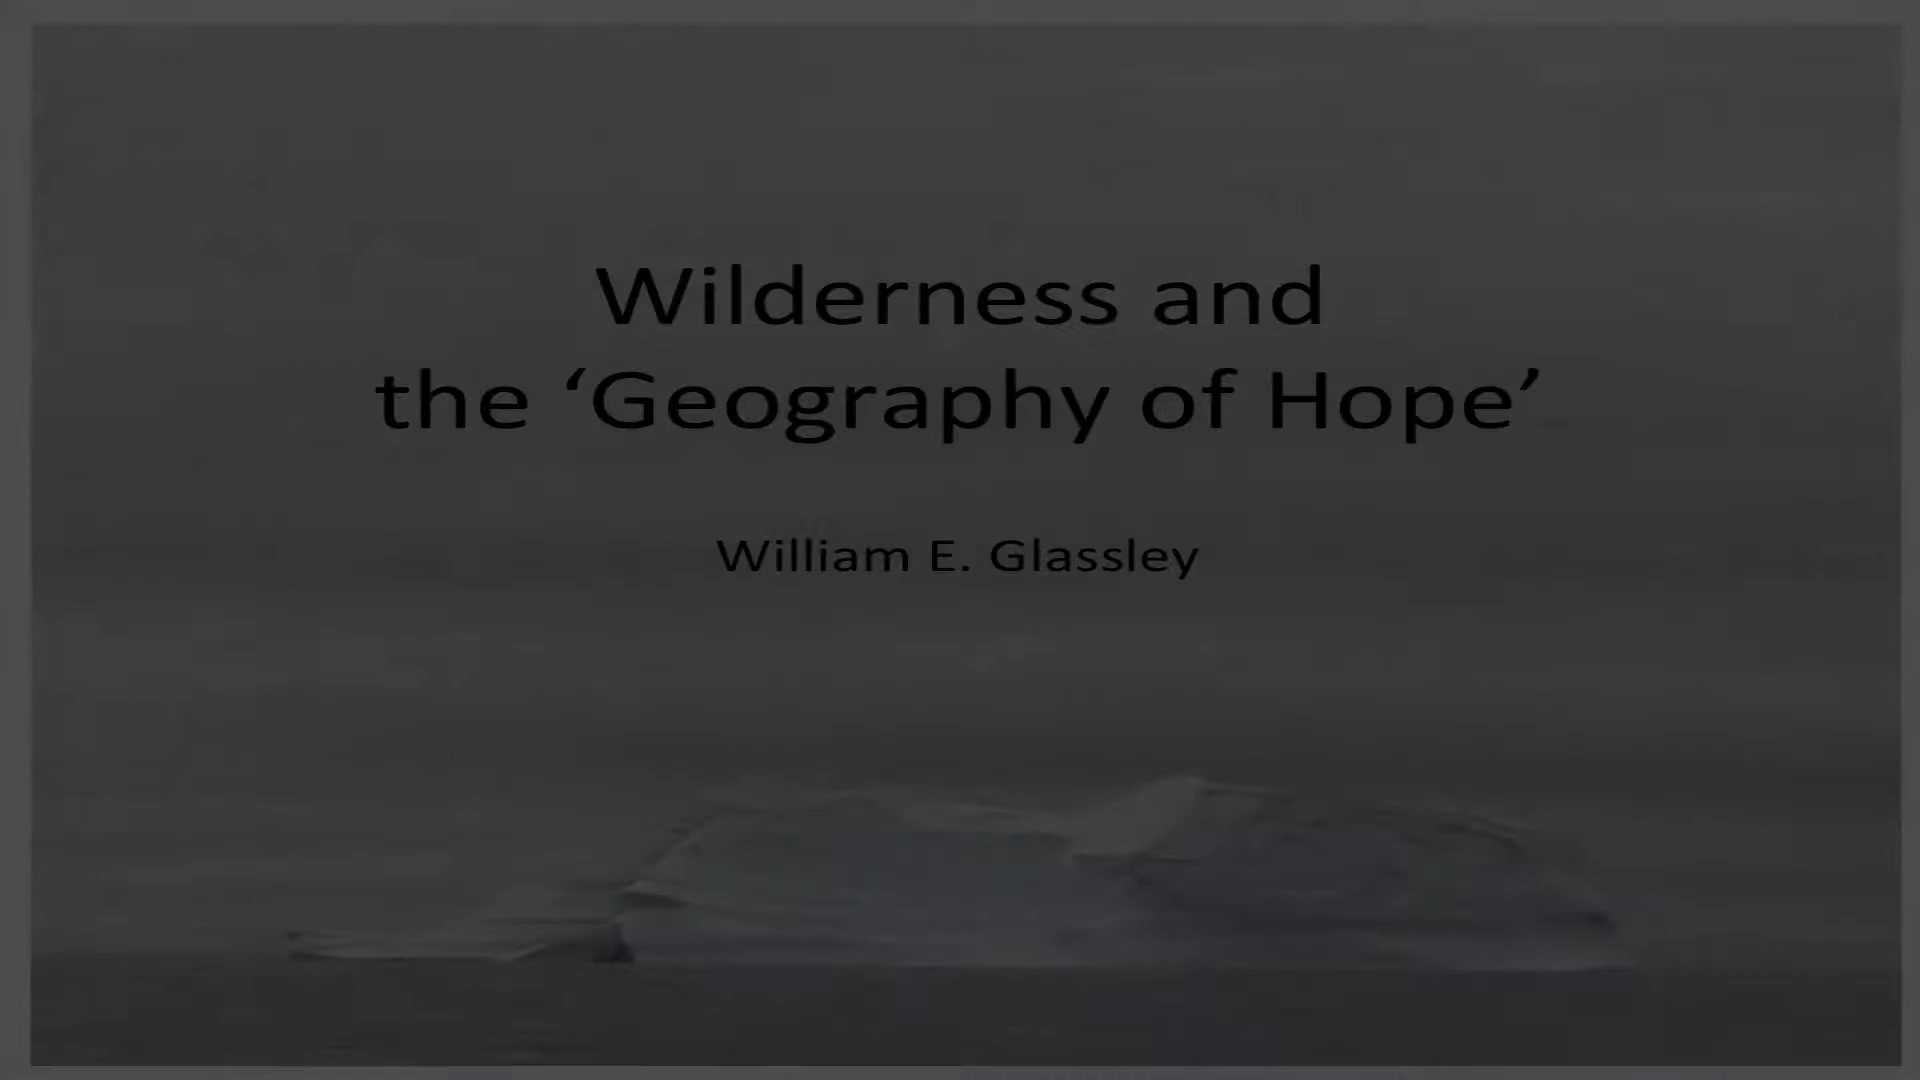 Wilderness and
the ‘Geography of Hope’
William E. Glassley